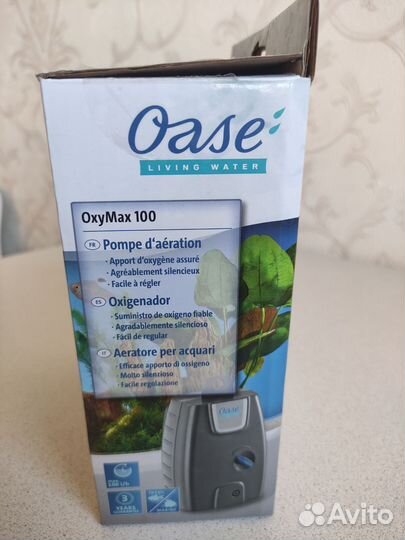 Oase
LIVING WATER
OxyMax 100
FR Pompe d'aération
· Apport d'oxygène assuré
· Agréablement silencieux
· Facile à régler
ES Oxigenador
· Suministro de oxígeno fiable
· Agradablemente silencioso
· Fácil de regular
IT Aeratore per acquari
· Efficace apporto di ossigeno
· Molto silenzioso
· Facile regolazione
Oase
3
YEARS
Avito